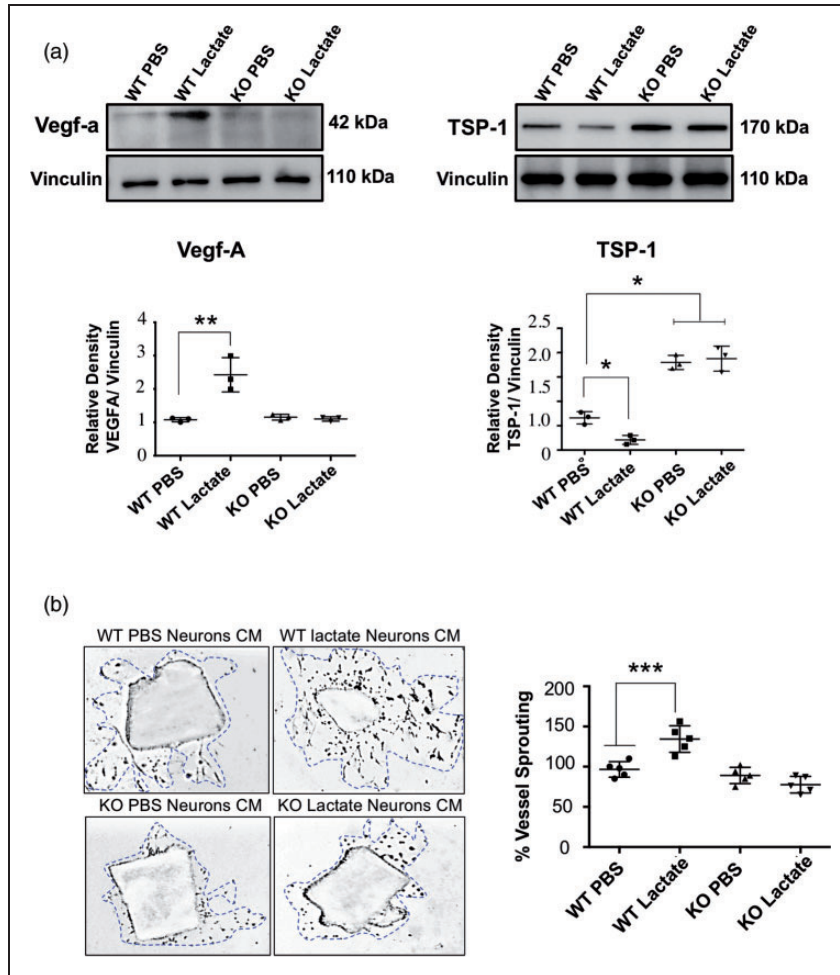 (a)
WT PBS
WT Lactate
KO PBS
KO Lactate
Vegf-a
42 kDa
Vinculin
110 kDa
WT PBS
WT Lactate
KO PBS
KO Lactate
TSP-1
170 kDa
Vinculin
110 kDa
Vegf-A
Relative Density
VEGFA/ Vinculin
4
3
2
1
0
**
WT PBS
WT Lactate
KO PBS
KO Lactate
TSP-1
Relative Density
TSP-1/ Vinculin
2.5
2.0
1.0
0
*
*
WT PBS
WT Lactate
KO PBS
KO Lactate
(b)
WT PBS Neurons CM
WT lactate Neurons CM
KO PBS Neurons CM
KO Lactate Neurons CM
% Vessel Sprouting
200
150
100
50
0
***
WT PBS
WT Lactate
KO PBS
KO Lactate